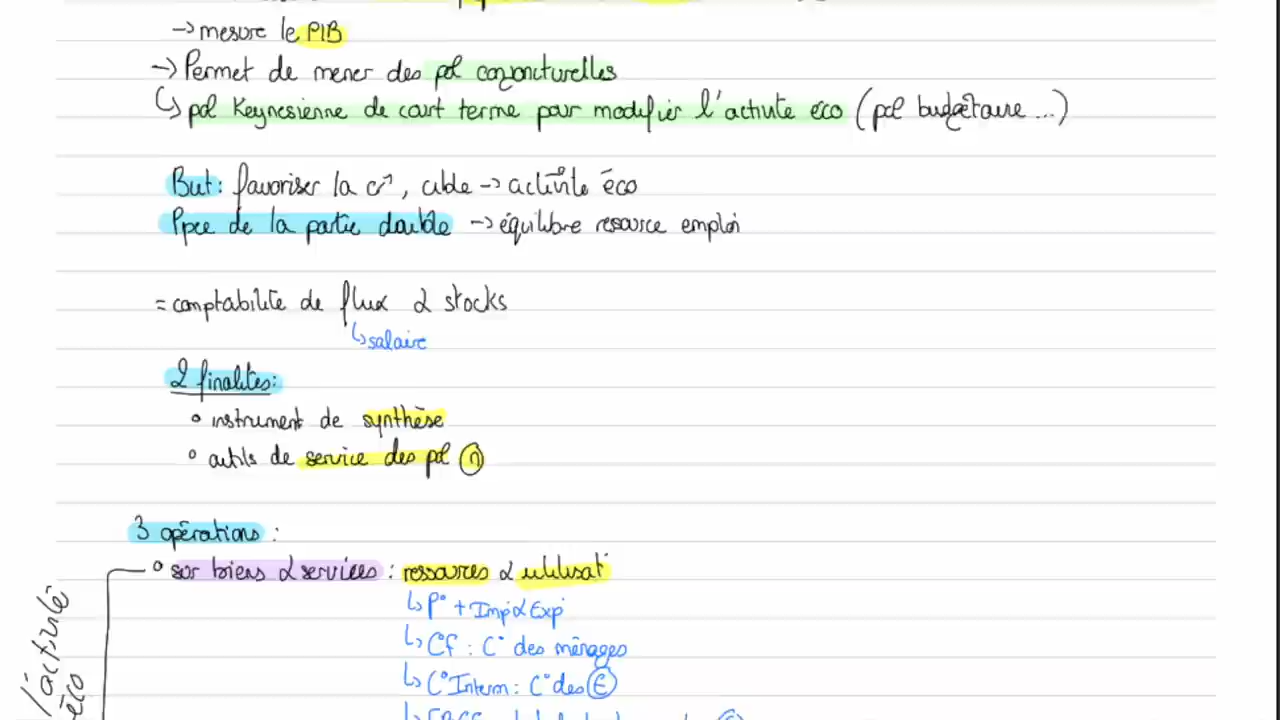 → mesure le PIB
→ Permet de mener des pol conjoncturelles
↳ pol Keynésienne de court terme pour modifier l'activité éco (pol budgétaire ...)
But : favoriser la c↗, cible → activité éco
Ppce de la partie double → équilibre ressource emploi
= comptabilité de flux & stocks
↳ salaire
2 finalités :
° instrument de synthèse
° outils de service des pol
3 opérations :
° sur biens & services : ressources & utilisat°
↳ P° + Imp & Exp
↳ Cf : C° des ménages
↳ C° Interm : C° des E
l'activité
éco